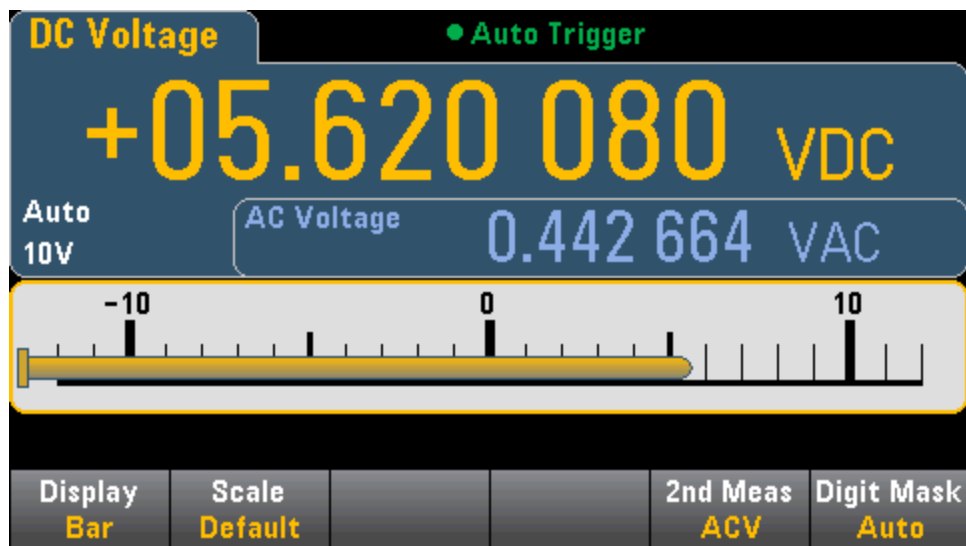 DC Voltage ● Auto Trigger
+05.620 080 VDC
Auto
10V
AC Voltage 0.442 664 VAC
-10 0 10
Display Scale 2nd Meas Digit Mask
Bar Default ACV Auto